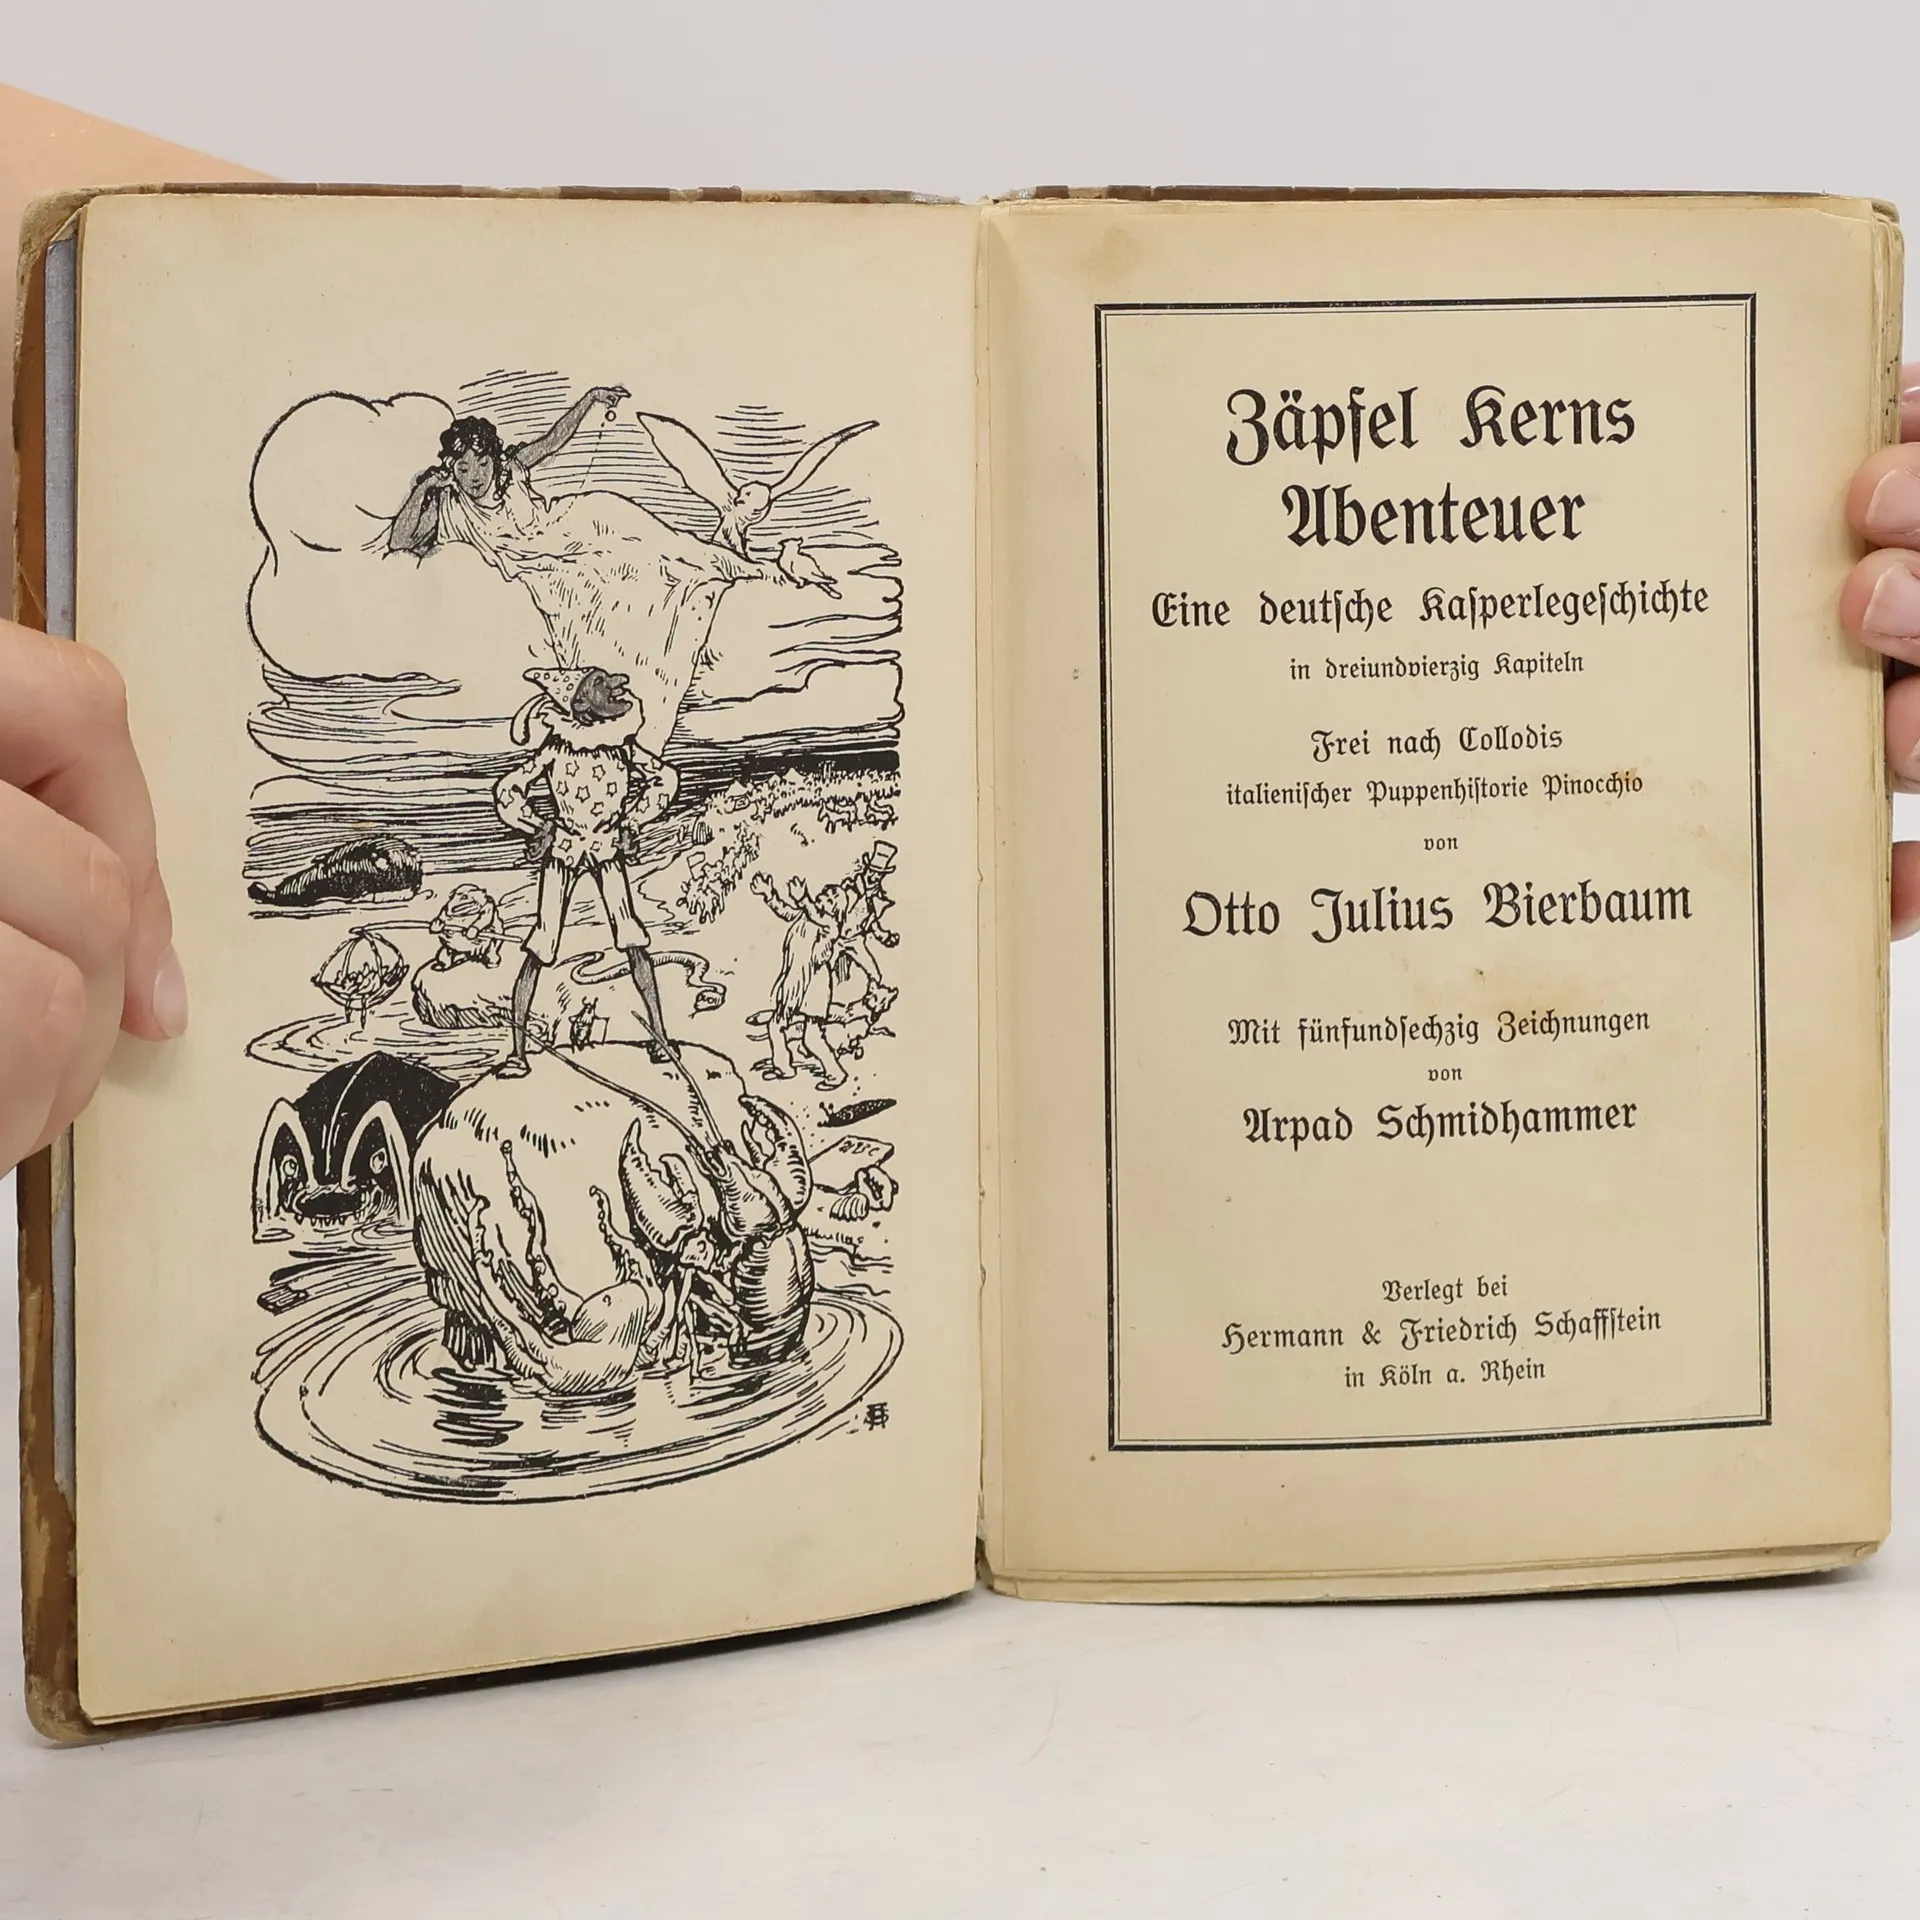 Zäpfel Kerns
Abenteuer
Eine deutſche Kaſperlegeſchichte
in dreiundvierzig Kapiteln
Frei nach Collodis
italieniſcher Puppenhiſtorie Pinocchio
von
Otto Julius Bierbaum
Mit fünfundſechzig Zeichnungen
von
Arpad Schmidhammer
Verlegt bei
Hermann & Friedrich Schaffſtein
in Köln a. Rhein